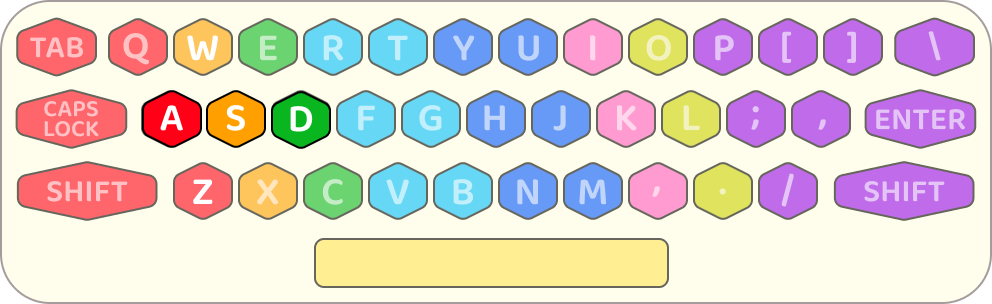 TAB Q W E R T Y U I O P [ ] \
CAPS LOCK A S D F G H J K L ; , ENTER
SHIFT Z X C V B N M , . / SHIFT